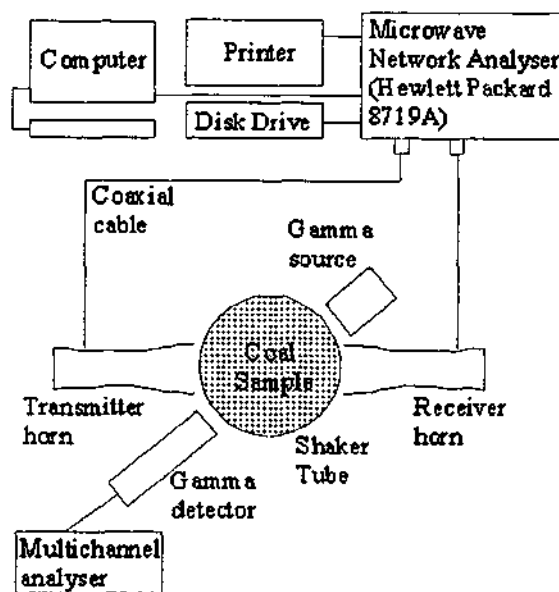 Computer
Printer
Disk Drive
Microwave
Network Analyser
(Hewlett Packard
8719A)
Coaxial
cable
Gamma
source
Coal
Sample
Transmitter
horn
Receiver
horn
Shaker
Tube
Gamma
detector
Multichannel
analyser